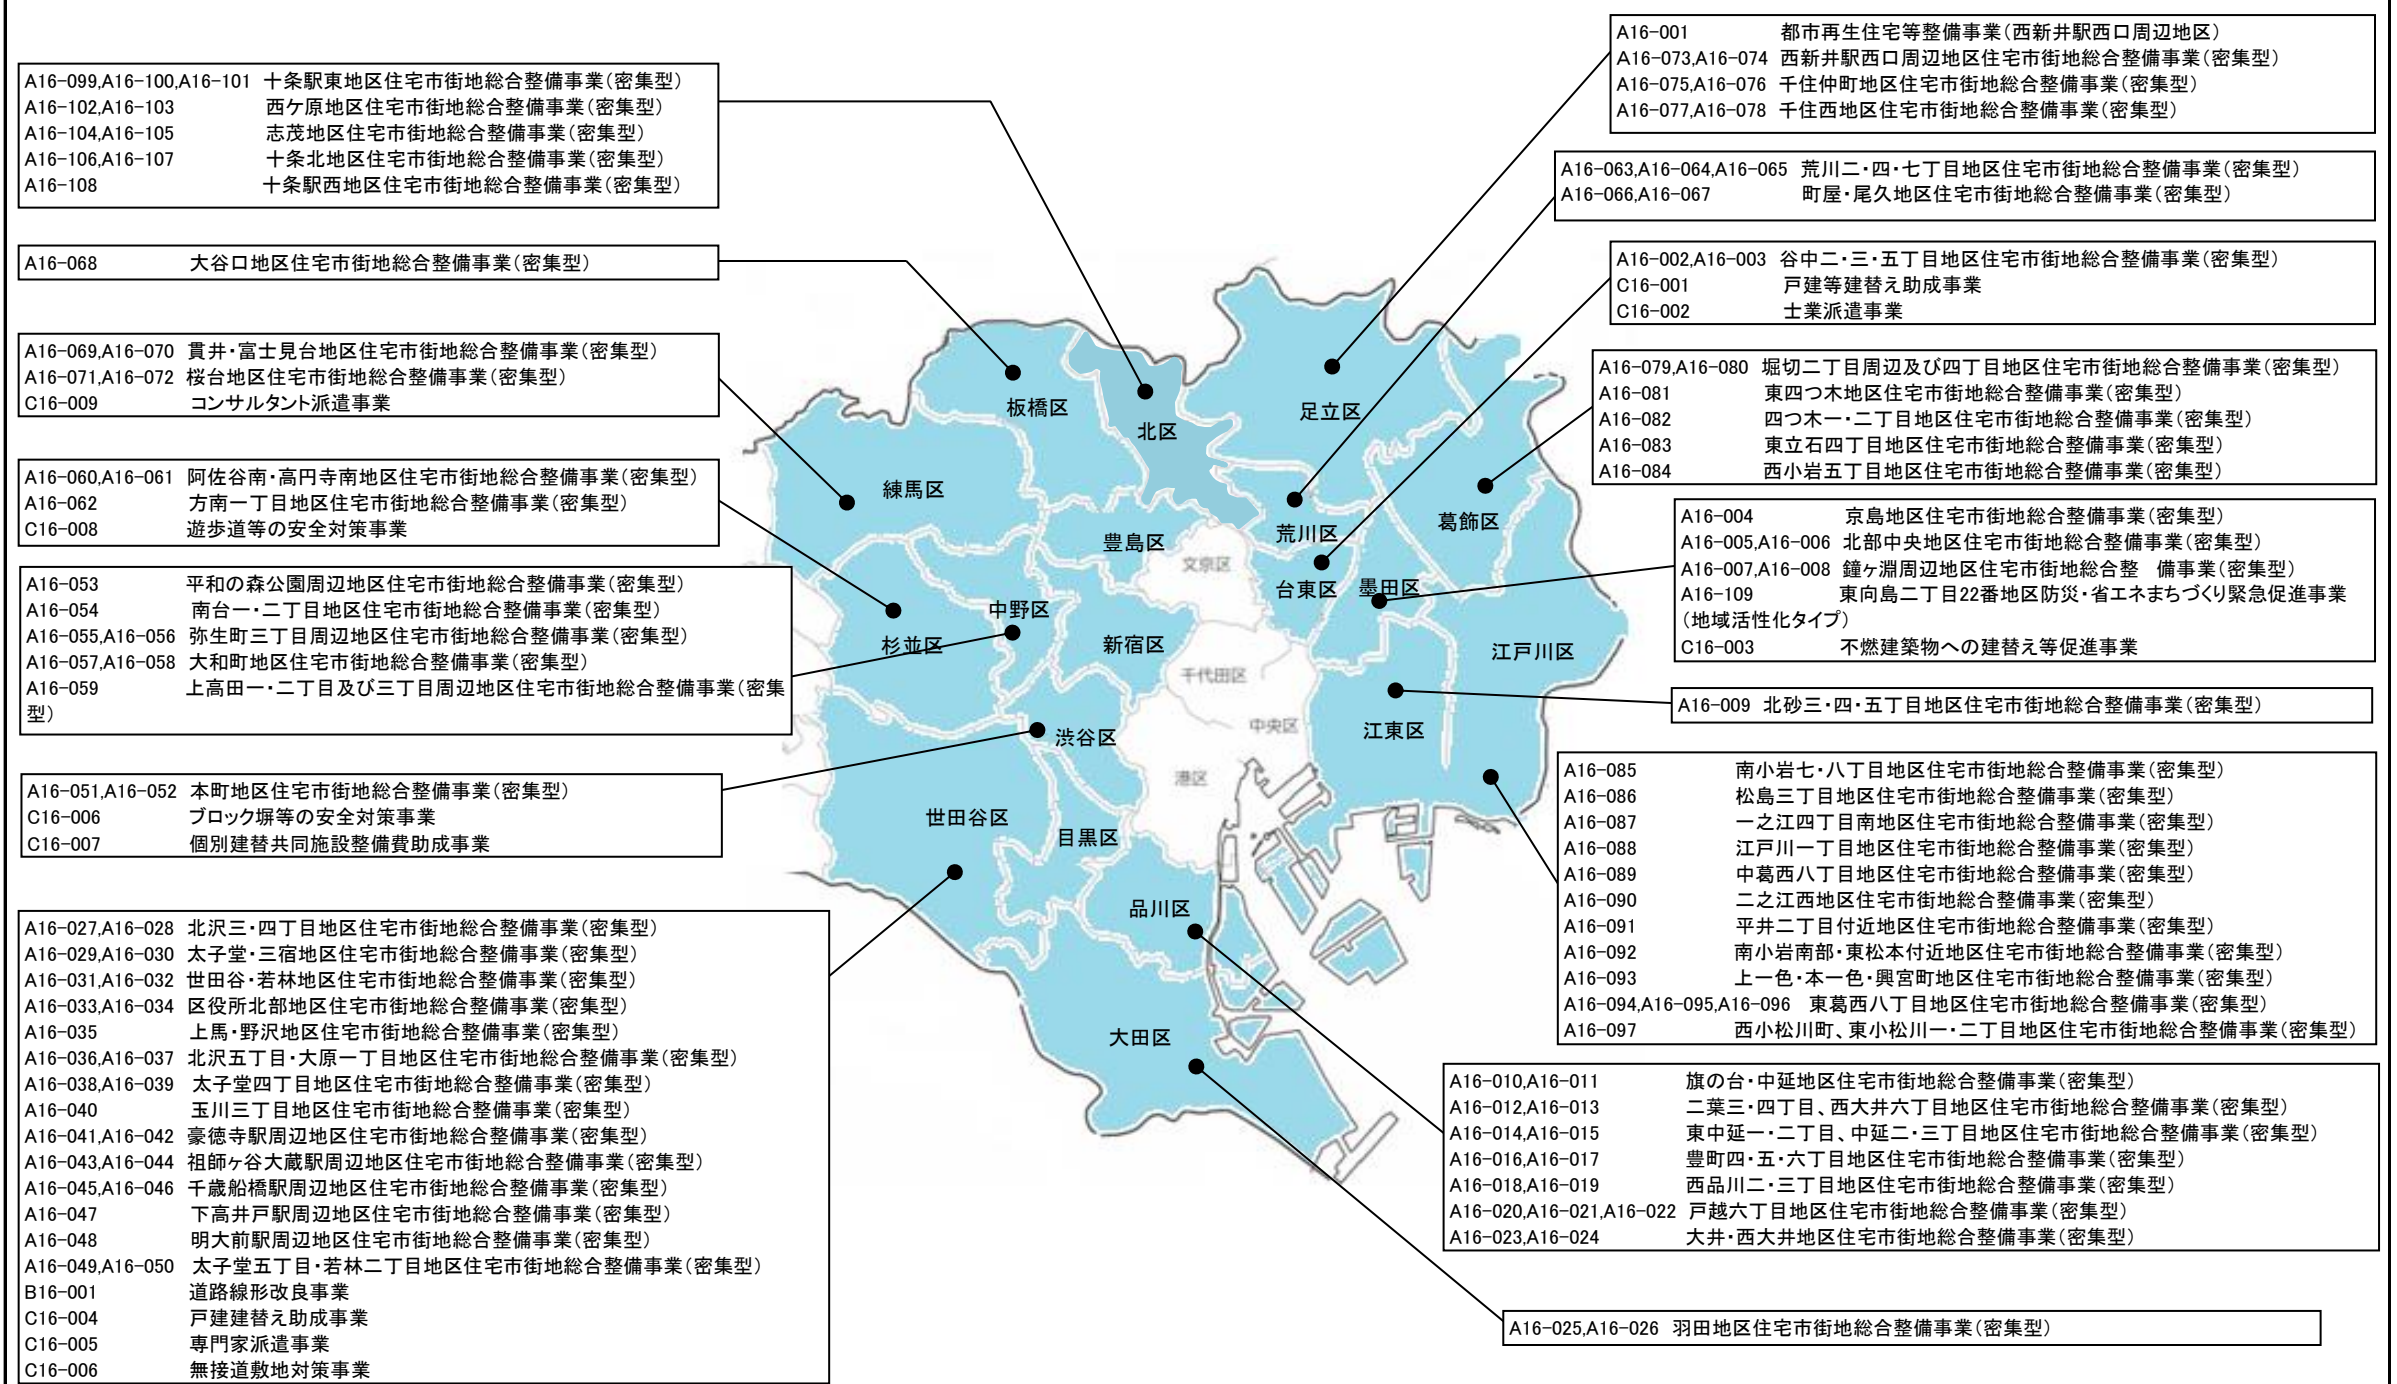 A16-099,A16-100,A16-101 十条駅東地区住宅市街地総合整備事業(密集型)
A16-102,A16-103 西ケ原地区住宅市街地総合整備事業(密集型)
A16-104,A16-105 志茂地区住宅市街地総合整備事業(密集型)
A16-106,A16-107 十条北地区住宅市街地総合整備事業(密集型)
A16-108 十条駅西地区住宅市街地総合整備事業(密集型)
A16-068 大谷口地区住宅市街地総合整備事業(密集型)
A16-069,A16-070 貫井・富士見台地区住宅市街地総合整備事業(密集型)
A16-071,A16-072 桜台地区住宅市街地総合整備事業(密集型)
C16-009 コンサルタント派遣事業
A16-060,A16-061 阿佐谷南・高円寺南地区住宅市街地総合整備事業(密集型)
A16-062 方南一丁目地区住宅市街地総合整備事業(密集型)
C16-008 遊歩道等の安全対策事業
A16-053 平和の森公園周辺地区住宅市街地総合整備事業(密集型)
A16-054 南台一・二丁目地区住宅市街地総合整備事業(密集型)
A16-055,A16-056 弥生町三丁目周辺地区住宅市街地総合整備事業(密集型)
A16-057,A16-058 大和町地区住宅市街地総合整備事業(密集型)
A16-059 上高田一・二丁目及び三丁目周辺地区住宅市街地総合整備事業(密集
型)
A16-051,A16-052 本町地区住宅市街地総合整備事業(密集型)
C16-006 ブロック塀等の安全対策事業
C16-007 個別建替共同施設整備費助成事業
A16-027,A16-028 北沢三・四丁目地区住宅市街地総合整備事業(密集型)
A16-029,A16-030 太子堂・三宿地区住宅市街地総合整備事業(密集型)
A16-031,A16-032 世田谷・若林地区住宅市街地総合整備事業(密集型)
A16-033,A16-034 区役所北部地区住宅市街地総合整備事業(密集型)
A16-035 上馬・野沢地区住宅市街地総合整備事業(密集型)
A16-036,A16-037 北沢五丁目・大原一丁目地区住宅市街地総合整備事業(密集型)
A16-038,A16-039 太子堂四丁目地区住宅市街地総合整備事業(密集型)
A16-040 玉川三丁目地区住宅市街地総合整備事業(密集型)
A16-041,A16-042 豪徳寺駅周辺地区住宅市街地総合整備事業(密集型)
A16-043,A16-044 祖師ヶ谷大蔵駅周辺地区住宅市街地総合整備事業(密集型)
A16-045,A16-046 千歳船橋駅周辺地区住宅市街地総合整備事業(密集型)
A16-047 下高井戸駅周辺地区住宅市街地総合整備事業(密集型)
A16-048 明大前駅周辺地区住宅市街地総合整備事業(密集型)
A16-049,A16-050 太子堂五丁目・若林二丁目地区住宅市街地総合整備事業(密集型)
B16-001 道路線形改良事業
C16-004 戸建建替え助成事業
C16-005 専門家派遣事業
C16-006 無接道敷地対策事業
板橋区
北区
足立区
練馬区
豊島区
文京区
荒川区
葛飾区
台東区
墨田区
中野区
杉並区
新宿区
千代田区
江戸川区
中央区
渋谷区
江東区
港区
世田谷区
目黒区
品川区
大田区
A16-001 都市再生住宅等整備事業(西新井駅西口周辺地区)
A16-073,A16-074 西新井駅西口周辺地区住宅市街地総合整備事業(密集型)
A16-075,A16-076 千住仲町地区住宅市街地総合整備事業(密集型)
A16-077,A16-078 千住西地区住宅市街地総合整備事業(密集型)
A16-063,A16-064,A16-065 荒川二・四・七丁目地区住宅市街地総合整備事業(密集型)
A16-066,A16-067 町屋・尾久地区住宅市街地総合整備事業(密集型)
A16-002,A16-003 谷中二・三・五丁目地区住宅市街地総合整備事業(密集型)
C16-001 戸建等建替え助成事業
C16-002 士業派遣事業
A16-079,A16-080 堀切二丁目周辺及び四丁目地区住宅市街地総合整備事業(密集型)
A16-081 東四つ木地区住宅市街地総合整備事業(密集型)
A16-082 四つ木一・二丁目地区住宅市街地総合整備事業(密集型)
A16-083 東立石四丁目地区住宅市街地総合整備事業(密集型)
A16-084 西小岩五丁目地区住宅市街地総合整備事業(密集型)
A16-004 京島地区住宅市街地総合整備事業(密集型)
A16-005,A16-006 北部中央地区住宅市街地総合整備事業(密集型)
A16-007,A16-008 鐘ヶ淵周辺地区住宅市街地総合整 備事業(密集型)
A16-109 東向島二丁目22番地区防災・省エネまちづくり緊急促進事業
(地域活性化タイプ)
C16-003 不燃建築物への建替え等促進事業
A16-009 北砂三・四・五丁目地区住宅市街地総合整備事業(密集型)
A16-085 南小岩七・八丁目地区住宅市街地総合整備事業(密集型)
A16-086 松島三丁目地区住宅市街地総合整備事業(密集型)
A16-087 一之江四丁目南地区住宅市街地総合整備事業(密集型)
A16-088 江戸川一丁目地区住宅市街地総合整備事業(密集型)
A16-089 中葛西八丁目地区住宅市街地総合整備事業(密集型)
A16-090 二之江西地区住宅市街地総合整備事業(密集型)
A16-091 平井二丁目付近地区住宅市街地総合整備事業(密集型)
A16-092 南小岩南部・東松本付近地区住宅市街地総合整備事業(密集型)
A16-093 上一色・本一色・興宮町地区住宅市街地総合整備事業(密集型)
A16-094,A16-095,A16-096 東葛西八丁目地区住宅市街地総合整備事業(密集型)
A16-097 西小松川町、東小松川一・二丁目地区住宅市街地総合整備事業(密集型)
A16-010,A16-011 旗の台・中延地区住宅市街地総合整備事業(密集型)
A16-012,A16-013 二葉三・四丁目、西大井六丁目地区住宅市街地総合整備事業(密集型)
A16-014,A16-015 東中延一・二丁目、中延二・三丁目地区住宅市街地総合整備事業(密集型)
A16-016,A16-017 豊町四・五・六丁目地区住宅市街地総合整備事業(密集型)
A16-018,A16-019 西品川二・三丁目地区住宅市街地総合整備事業(密集型)
A16-020,A16-021,A16-022 戸越六丁目地区住宅市街地総合整備事業(密集型)
A16-023,A16-024 大井・西大井地区住宅市街地総合整備事業(密集型)
A16-025,A16-026 羽田地区住宅市街地総合整備事業(密集型)